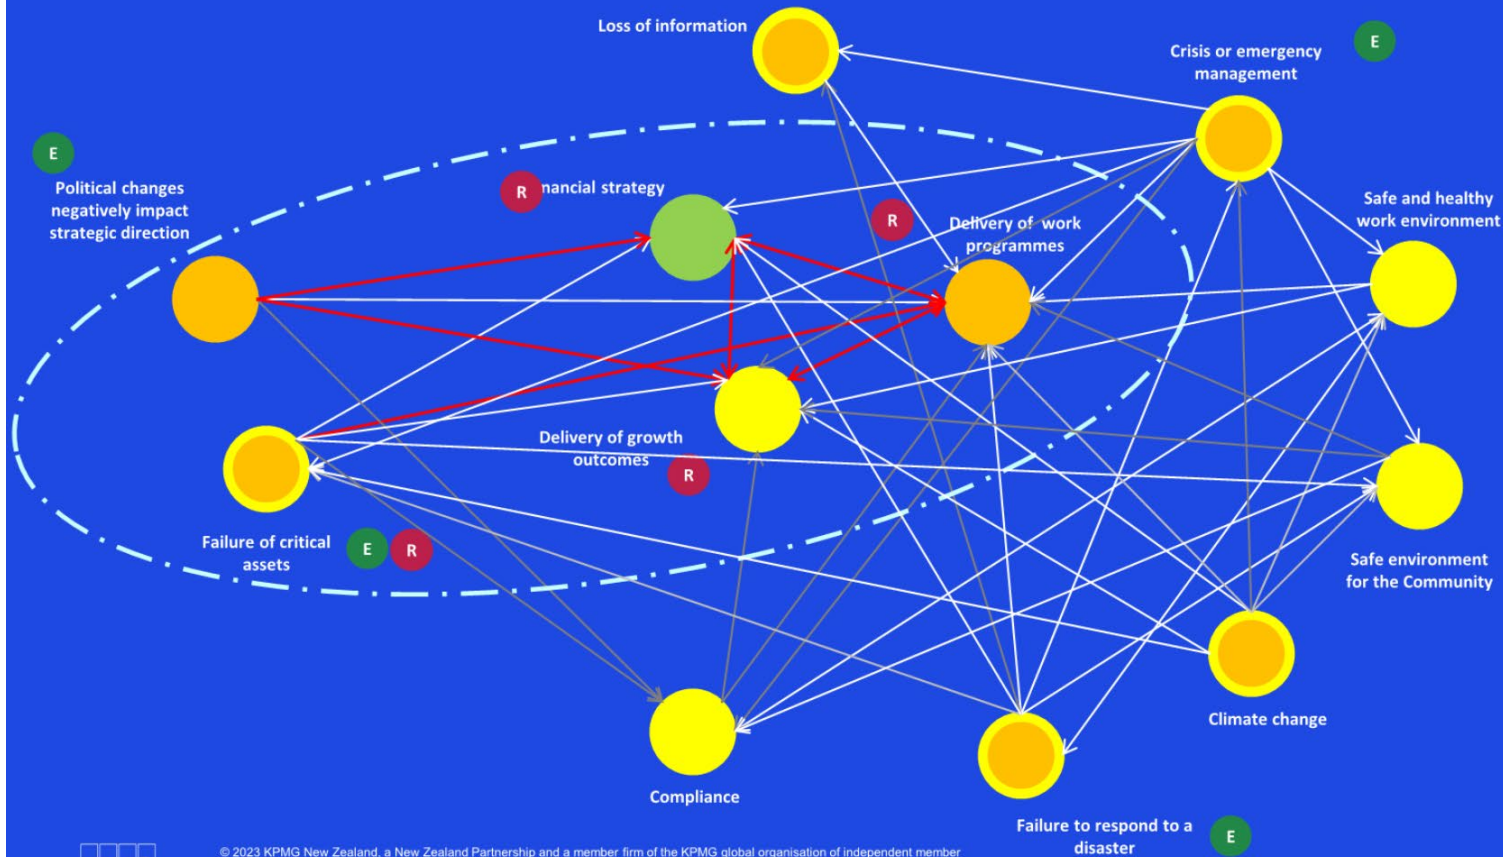 Loss of information
Crisis or emergency
management
E
E
Political changes
negatively impact
strategic direction
R
nancial strategy
R
Delivery of work
programmes
Safe and healthy
work environment
Delivery of growth
outcomes
R
Failure of critical
assets
E
R
Safe environment
for the Community
Climate change
Compliance
Failure to respond to a
disaster
E
© 2023 KPMG New Zealand, a New Zealand Partnership and a member firm of the KPMG global organisation of independent member